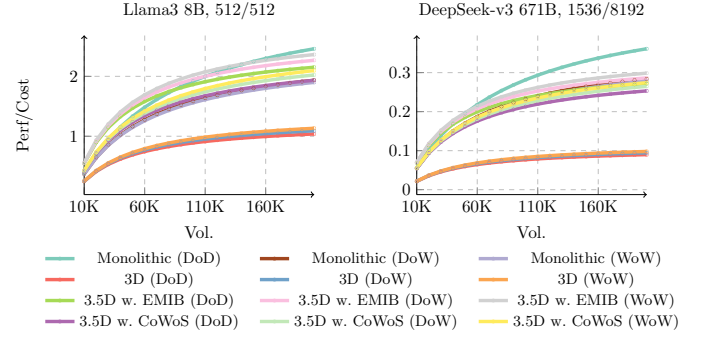 Llama3 8B, 512/512
DeepSeek-v3 671B, 1536/8192
Perf/Cost
2
1
10K 60K 110K 160K
Vol.
0.3
0.2
0.1
0
10K 60K 110K 160K
Vol.
Monolithic (DoD) Monolithic (DoW) Monolithic (WoW)
3D (DoD) 3D (DoW) 3D (WoW)
3.5D w. EMIB (DoD) 3.5D w. EMIB (DoW) 3.5D w. EMIB (WoW)
3.5D w. CoWoS (DoD) 3.5D w. CoWoS (DoW) 3.5D w. CoWoS (WoW)